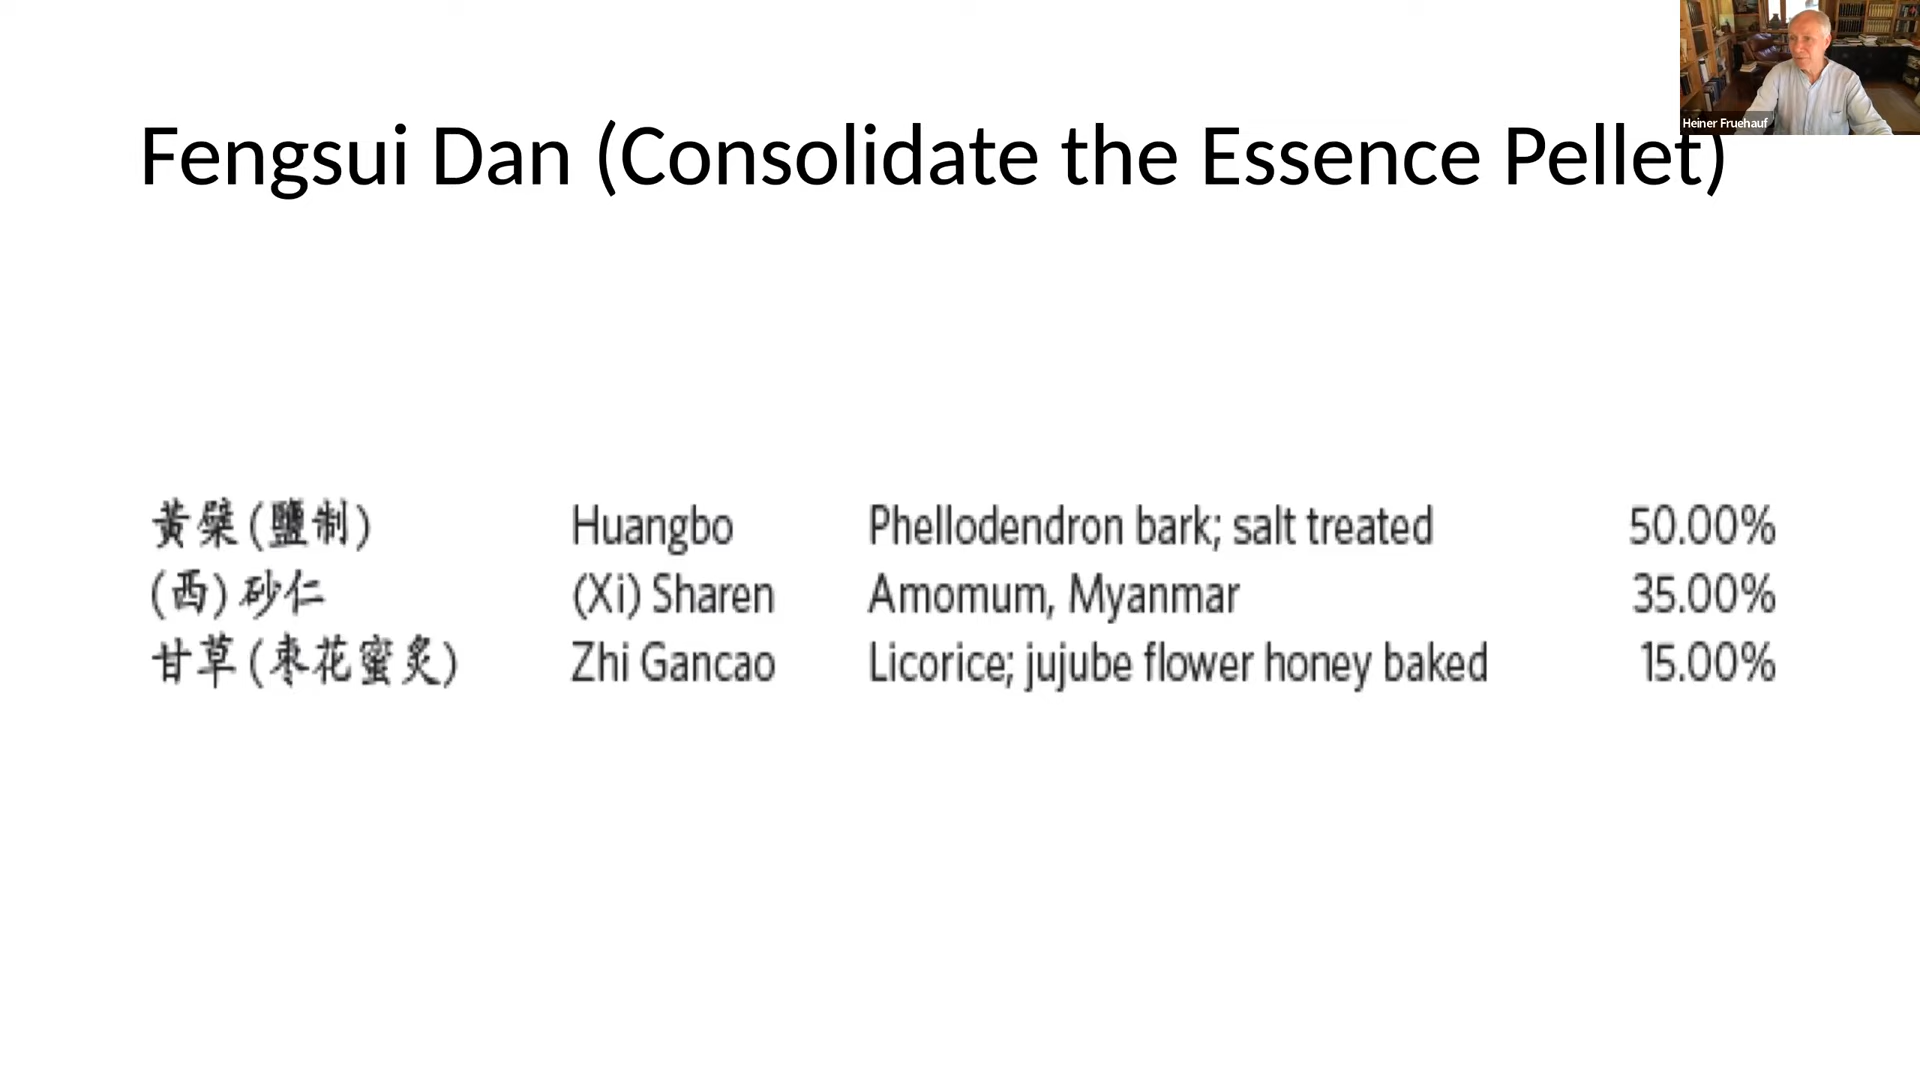 Heiner Fruehauf
Fengsui Dan (Consolidate the Essence Pellet)
黃檗(鹽制) Huangbo Phellodendron bark; salt treated 50.00%
(西)砂仁 (Xi) Sharen Amomum, Myanmar 35.00%
甘草(枣花蜜炙) Zhi Gancao Licorice; jujube flower honey baked 15.00%